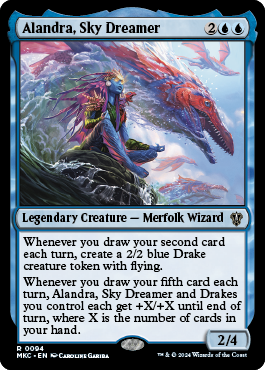 Alandra, Sky Dreamer 2
Legendary Creature — Merfolk Wizard
Whenever you draw your second card
each turn, create a 2/2 blue Drake
creature token with flying.
Whenever you draw your fifth card each
turn, Alandra, Sky Dreamer and Drakes
you control each get +X/+X until end of
turn, where X is the number of cards in
your hand.
2/4
R 0094
MKC • EN Caroline Gariba
™ & © 2024 Wizards of the Coast